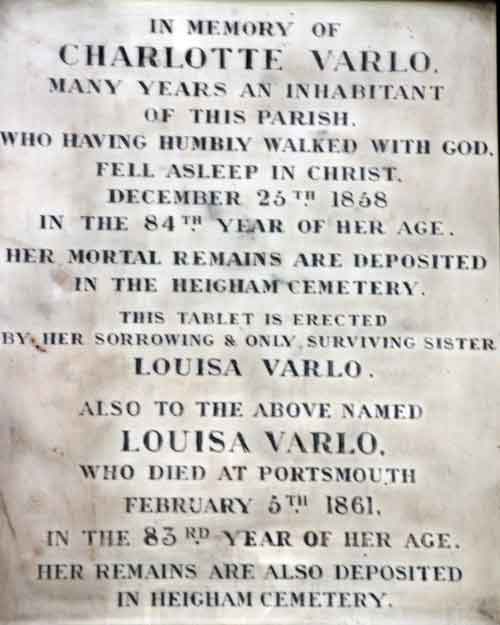 IN MEMORY OF
CHARLOTTE VARLO.
MANY YEARS AN INHABITANT
OF THIS PARISH.
WHO HAVING HUMBLY WALKED WITH GOD.
FELL ASLEEP IN CHRIST.
DECEMBER 25TH 1858
IN THE 84TH YEAR OF HER AGE.
HER MORTAL REMAINS ARE DEPOSITED
IN THE HEIGHAM CEMETERY.
THIS TABLET IS ERECTED
BY HER SORROWING & ONLY SURVIVING SISTER
LOUISA VARLO.
ALSO TO THE ABOVE NAMED
LOUISA VARLO.
WHO DIED AT PORTSMOUTH
FEBRUARY 5TH 1861.
IN THE 83RD YEAR OF HER AGE.
HER REMAINS ARE ALSO DEPOSITED
IN HEIGHAM CEMETERY.